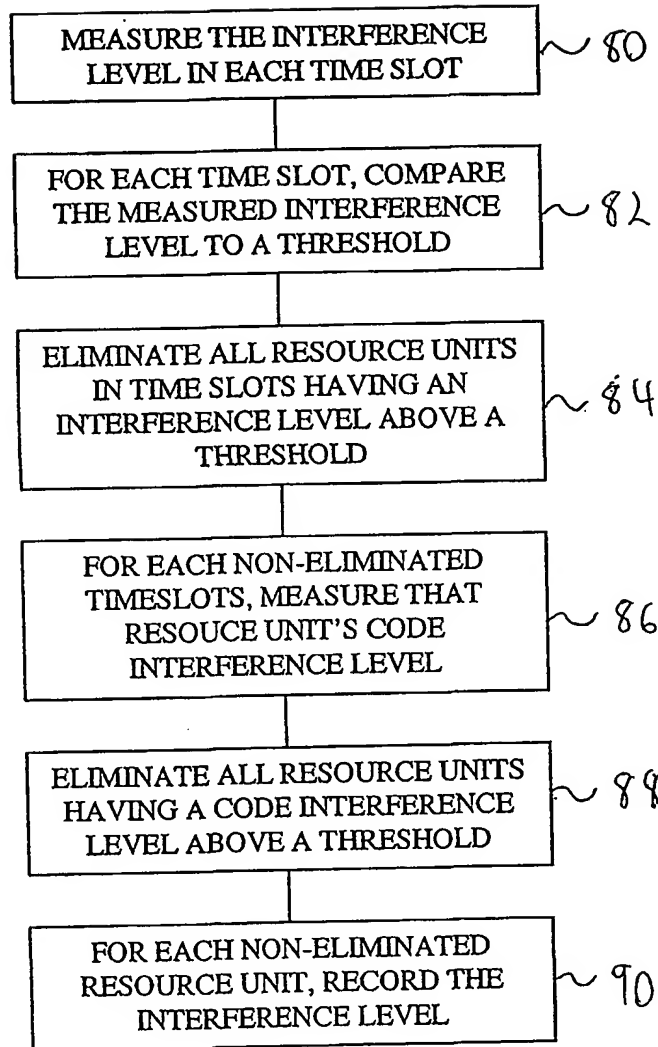 MEASURE THE INTERFERENCE
LEVEL IN EACH TIME SLOT
80
FOR EACH TIME SLOT, COMPARE
THE MEASURED INTERFERENCE
LEVEL TO A THRESHOLD
82
ELIMINATE ALL RESOURCE UNITS
IN TIME SLOTS HAVING AN
INTERFERENCE LEVEL ABOVE A
THRESHOLD
84
FOR EACH NON-ELIMINATED
TIMESLOTS, MEASURE THAT
RESOUCE UNIT'S CODE
INTERFERENCE LEVEL
86
ELIMINATE ALL RESOURCE UNITS
HAVING A CODE INTERFERENCE
LEVEL ABOVE A THRESHOLD
88
FOR EACH NON-ELIMINATED
RESOURCE UNIT, RECORD THE
INTERFERENCE LEVEL
90